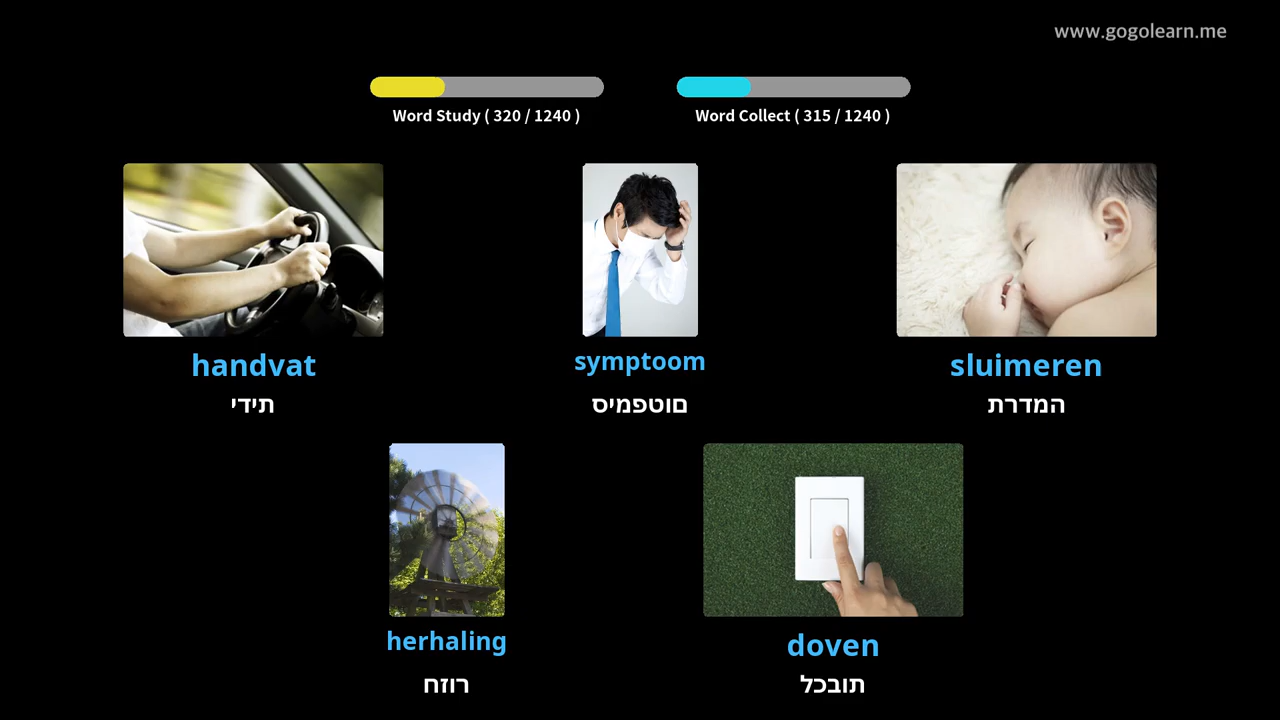 www.gogolearn.me
Word Study ( 320 / 1240 )
Word Collect ( 315 / 1240 )
handvat
תידי
symptoom
םוטפמיס
sluimeren
המדרת
herhaling
רוזח
doven
תובכל